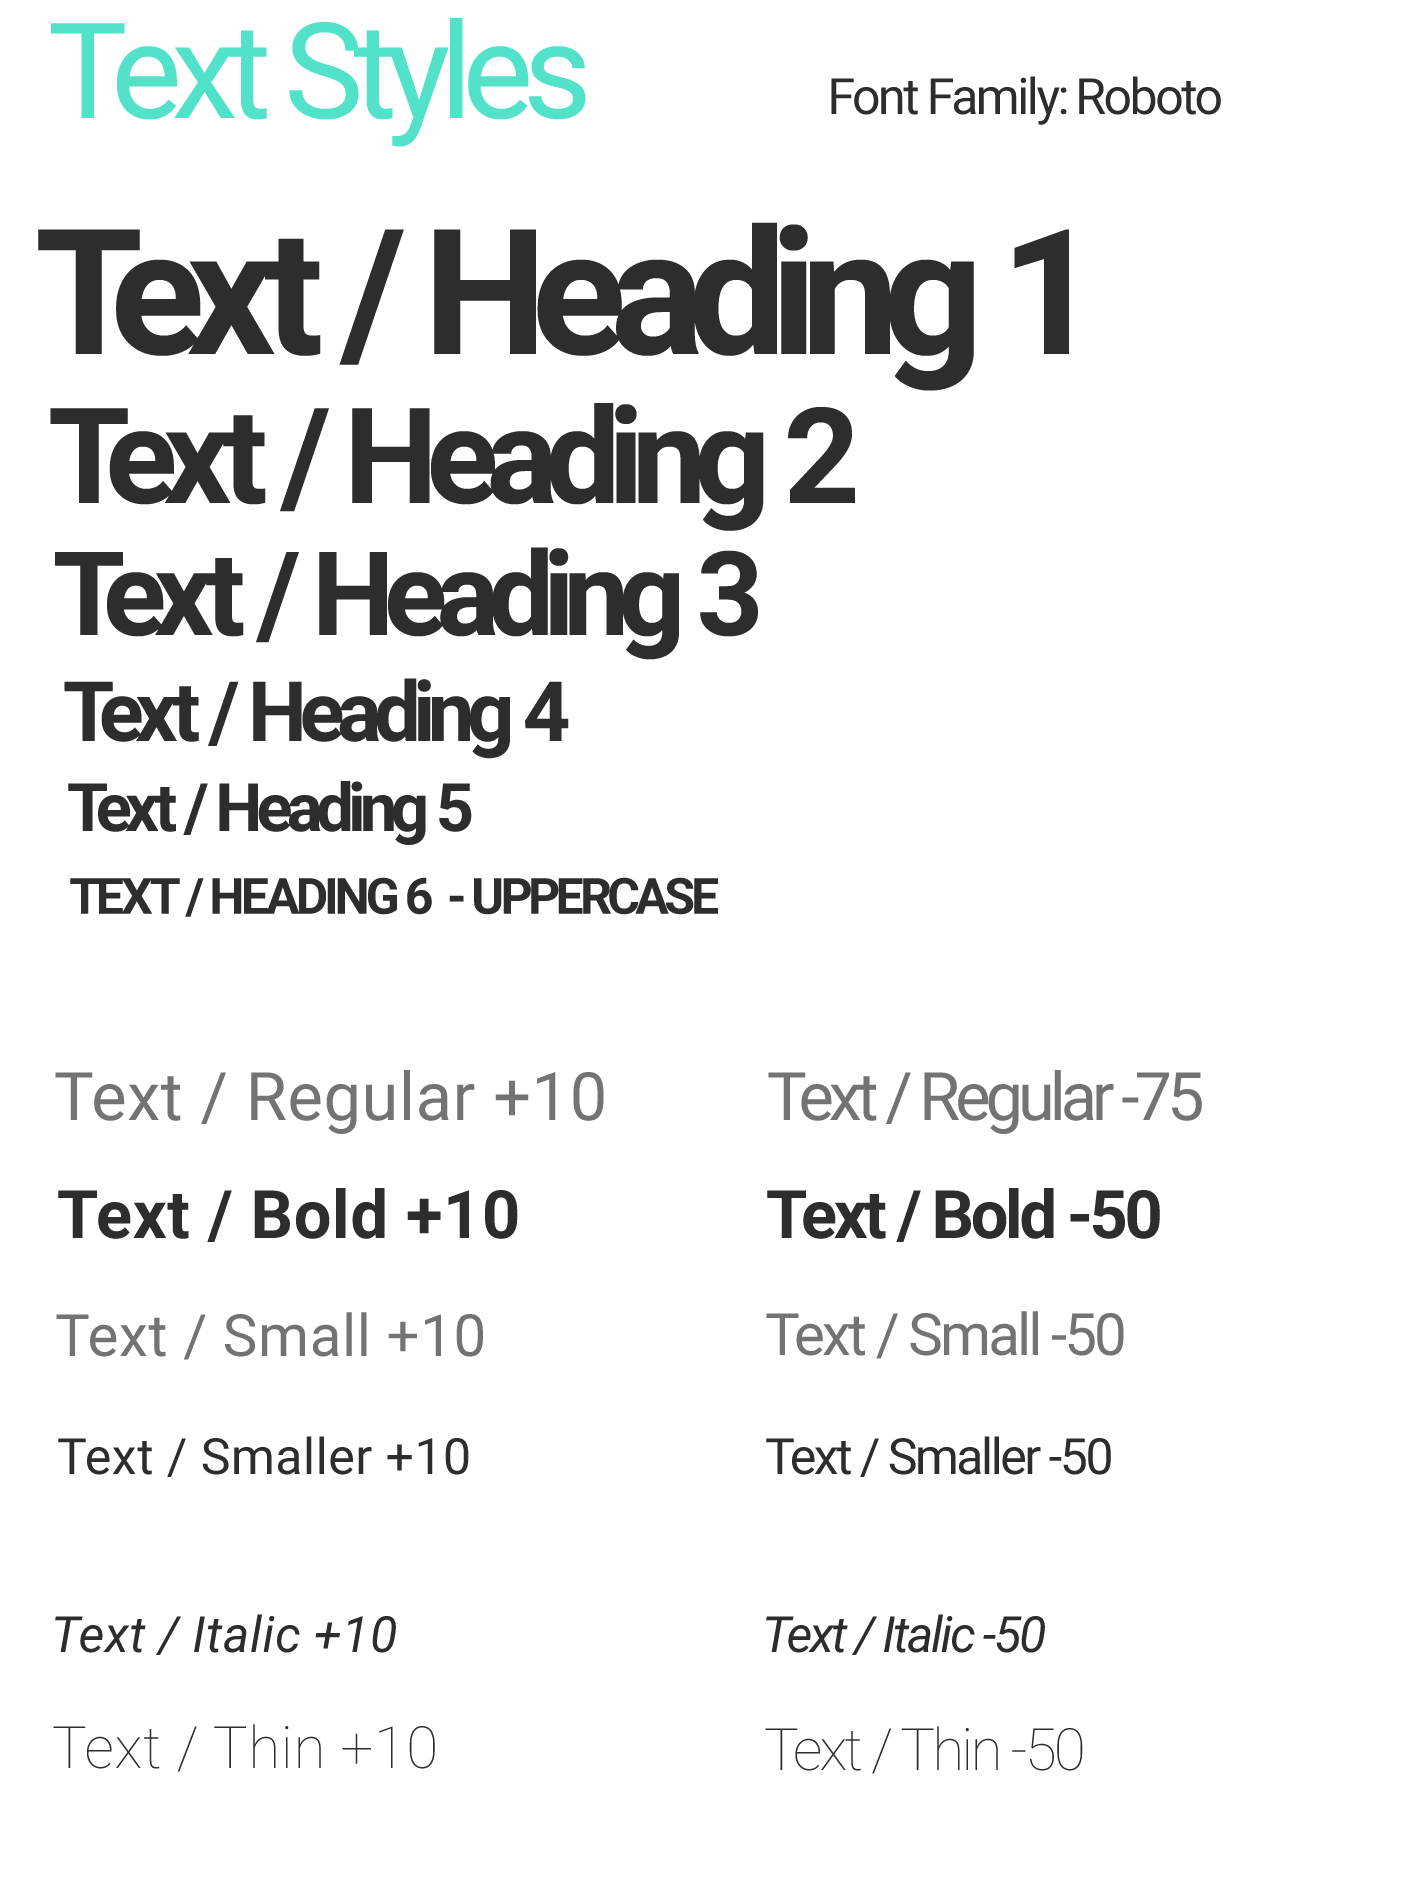 Text Styles
Font Family: Roboto
Text / Heading 1
Text / Heading 2
Text / Heading 3
Text / Heading 4
Text / Heading 5
TEXT / HEADING 6 - UPPERCASE
Text / Regular +10
Text / Regular -75
Text / Bold +10
Text / Bold -50
Text / Small +10
Text / Small -50
Text / Smaller +10
Text / Smaller -50
Text / Italic +10
Text / Italic -50
Text / Thin +10
Text / Thin -50